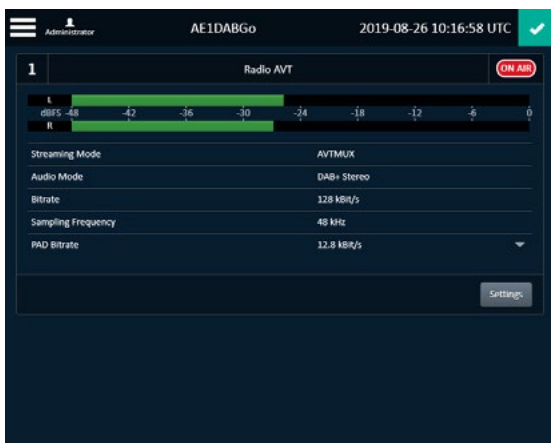 Administrator AE1DABGo 2019-08-26 10:16:58 UTC
1 Radio AVT ON AIR
L
dBFS -48 -42 -36 -30 -24 -18 -12 -6 0
R
Streaming Mode AVTMUX
Audio Mode DAB+ Stereo
Bitrate 128 kBit/s
Sampling Frequency 48 kHz
PAD Bitrate 12.8 kBit/s
Settings